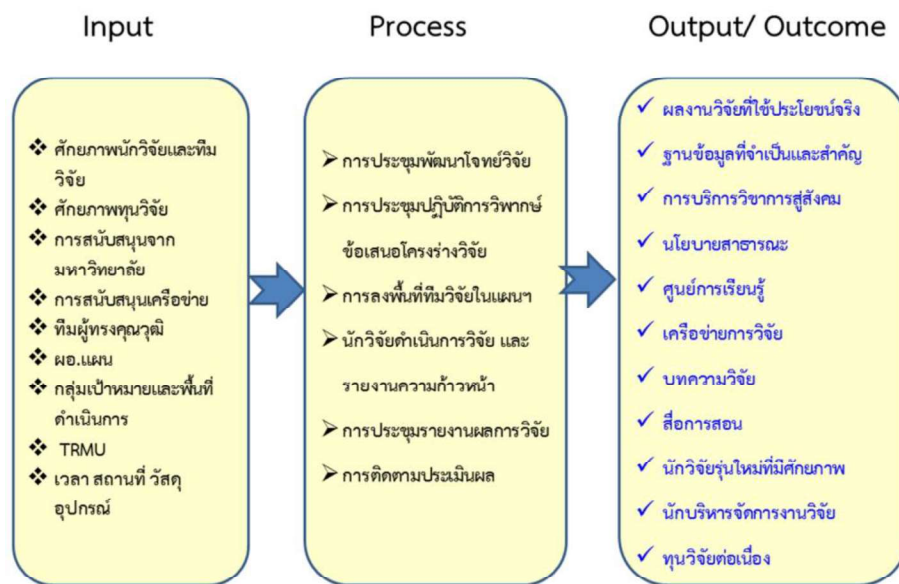 Input
Process
Output/ Outcome
❖ ศักยภาพนักวิจัยและทีม
วิจัย
❖ ศักยภาพทุนวิจัย
❖ การสนับสนุนจาก
มหาวิทยาลัย
❖ การสนับสนุนเครือข่าย
❖ ทีมผู้ทรงคุณวุฒิ
❖ ผอ.แผน
❖ กลุ่มเป้าหมายและพื้นที่
ดำเนินการ
❖ TRMU
❖ เวลา สถานที่ วัสดุ
อุปกรณ์
➢ การประชุมพัฒนาโจทย์วิจัย
➢ การประชุมปฏิบัติการวิพากษ์
ข้อเสนอโครงร่างวิจัย
➢ การลงพื้นที่ทีมวิจัยในแผนฯ
➢ นักวิจัยดำเนินการวิจัย และ
รายงานความก้าวหน้า
➢ การประชุมรายงานผลการวิจัย
➢ การติดตามประเมินผล
✓ ผลงานวิจัยที่ใช้ประโยชน์จริง
✓ ฐานข้อมูลที่จำเป็นและสำคัญ
✓ การบริการวิชาการสู่สังคม
✓ นโยบายสาธารณะ
✓ ศูนย์การเรียนรู้
✓ เครือข่ายการวิจัย
✓ บทความวิจัย
✓ สื่อการสอน
✓ นักวิจัยรุ่นใหม่ที่มีศักยภาพ
✓ นักบริหารจัดการงานวิจัย
✓ ทุนวิจัยต่อเนื่อง